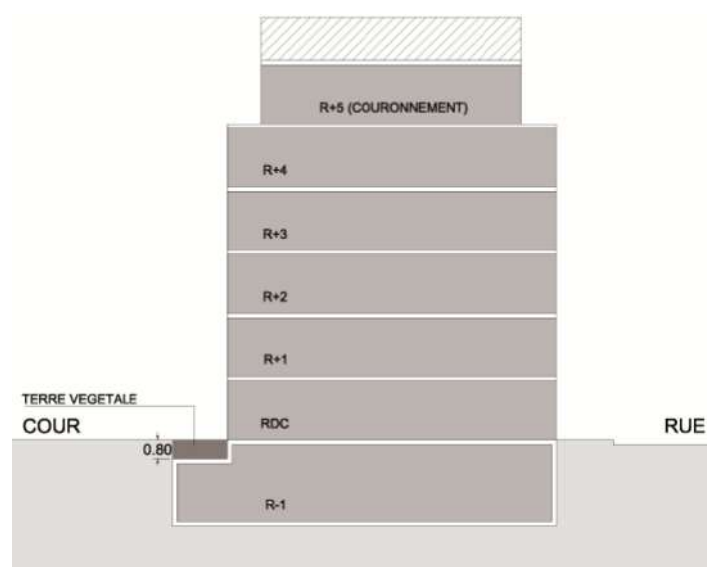 R+5 (COURONNEMENT)
R+4
R+3
R+2
R+1
TERRE VEGETALE
COUR
RDC
RUE
0.80
R-1